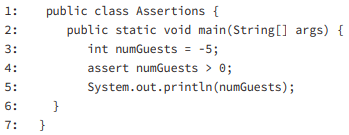 1: public class Assertions {
2: public static void main(String[] args) {
3: int numGuests = -5;
4: assert numGuests > 0;
5: System.out.println(numGuests);
6: }
7: }